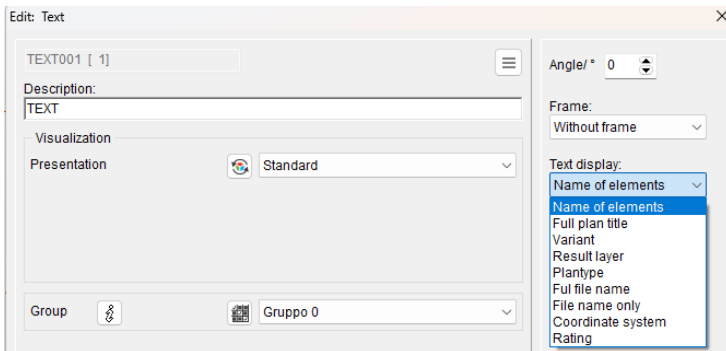 Edit: Text
TEXT001 [ 1]
Description:
TEXT
Visualization
Presentation
Standard
Group
Gruppo 0
Angle/ °
0
Frame:
Without frame
Text display:
Name of elements
Name of elements
Full plan title
Variant
Result layer
Plantype
Ful file name
File name only
Coordinate system
Rating